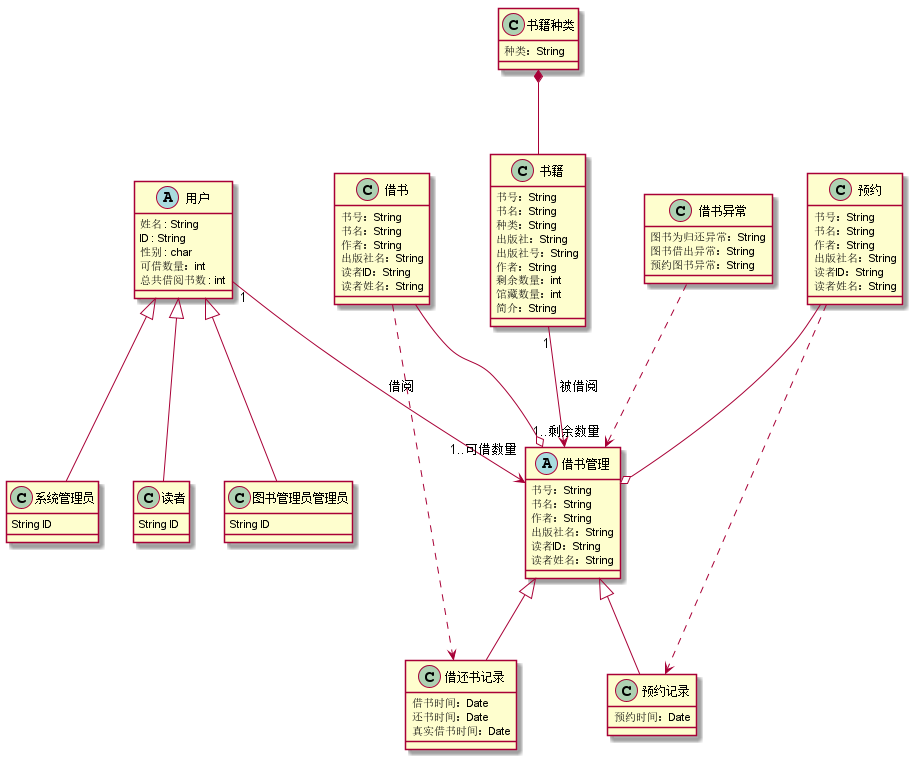 C 书籍种类
种类：String
A 用户
姓名 : String
ID : String
性别 : char
可借数量：int
总共借阅书数 : int
C 借书
书号：String
书名：String
作者：String
出版社名：String
读者ID：String
读者姓名：String
C 书籍
书号：String
书名：String
种类：String
出版社：String
出版社号：String
作者：String
剩余数量：int
馆藏数量：int
简介：String
C 借书异常
图书为归还异常：String
图书借出异常：String
预约图书异常：String
C 预约
书号：String
书名：String
作者：String
出版社名：String
读者ID：String
读者姓名：String
1
1
借阅
被借阅
1..可借数量
1..剩余数量
C 系统管理员
String ID
C 读者
String ID
C 图书管理员管理员
String ID
A 借书管理
书号：String
书名：String
作者：String
出版社名：String
读者ID：String
读者姓名：String
C 借还书记录
借书时间：Date
还书时间：Date
真实借书时间：Date
C 预约记录
预约时间：Date